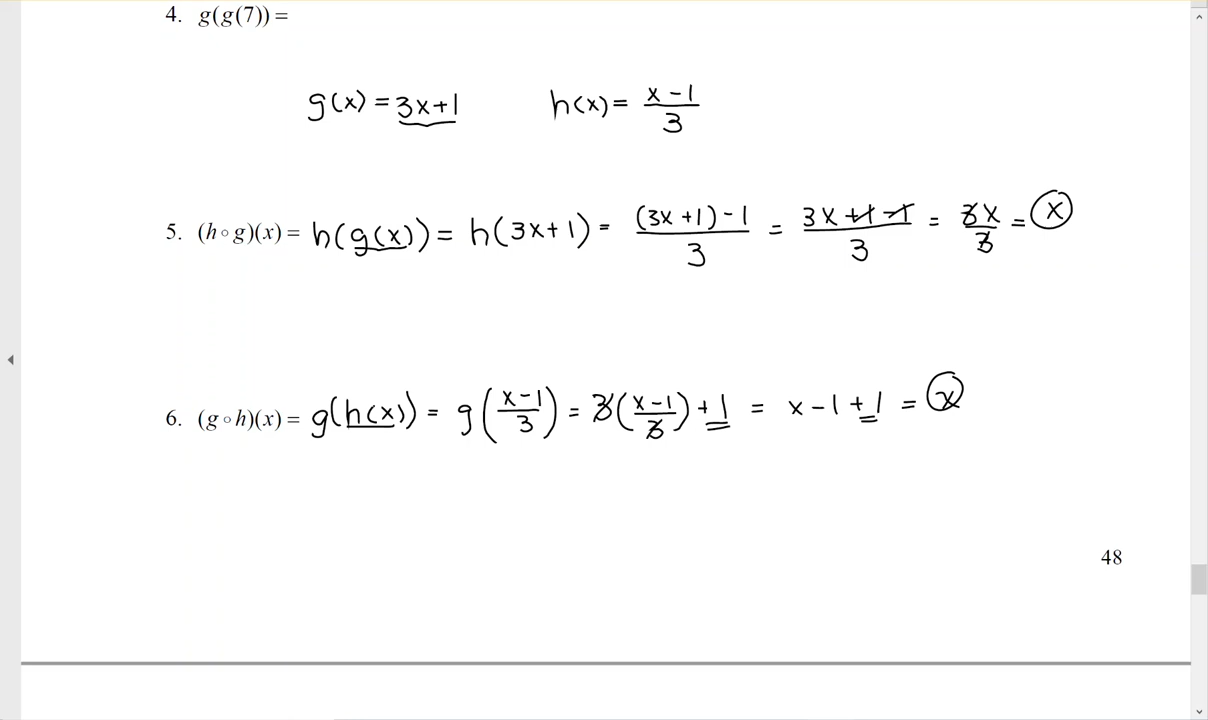 4. g(g(7)) =
g(x) = 3x+1 h(x) = (x-1)/3
5. (h∘g)(x) = h(g(x)) = h(3x+1) = ((3x+1)-1)/3 = (3x+1-1)/3 = 3x/3 = x
6. (g∘h)(x) = g(h(x)) = g((x-1)/3) = 3((x-1)/3)+1 = x-1+1 = x
48